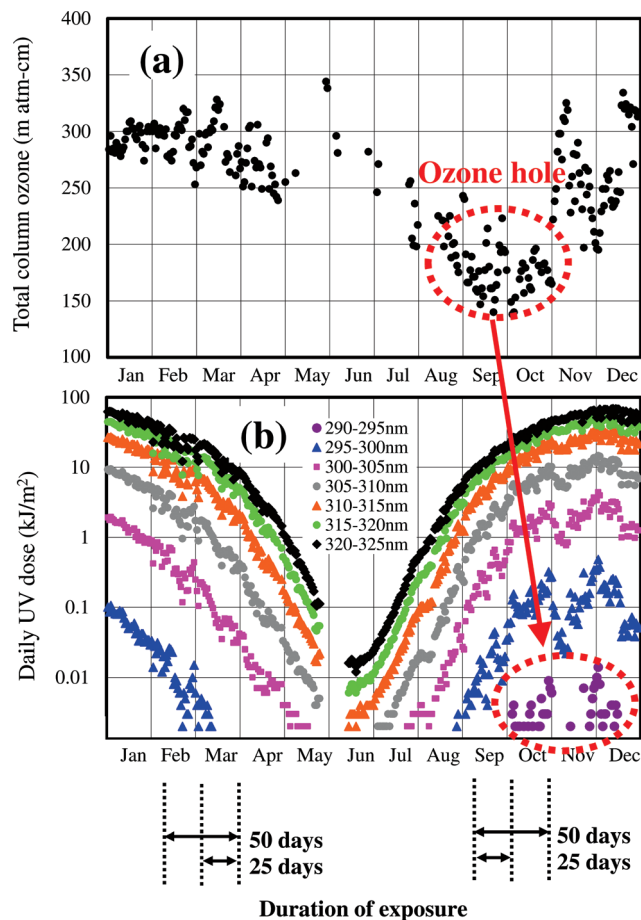 400
(a)
350
300
250
Ozone hole
200
150
100
Total column ozone (m atm-cm)
Jan Feb Mar Apr May Jun Jul Aug Sep Oct Nov Dec
100
(b)
10
1
0.1
0.01
Daily UV dose (kJ/m²)
290-295nm
295-300nm
300-305nm
305-310nm
310-315nm
315-320nm
320-325nm
Jan Feb Mar Apr May Jun Jul Aug Sep Oct Nov Dec
50 days 50 days
25 days 25 days
Duration of exposure